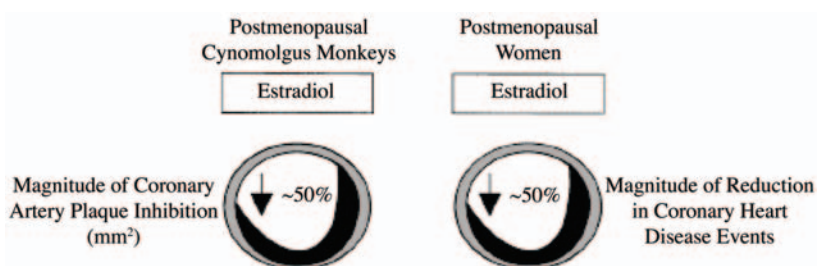 Postmenopausal
Cynomolgus Monkeys
Estradiol
Postmenopausal
Women
Estradiol
Magnitude of Coronary
Artery Plaque Inhibition
(mm²)
~50%
~50%
Magnitude of Reduction
in Coronary Heart
Disease Events